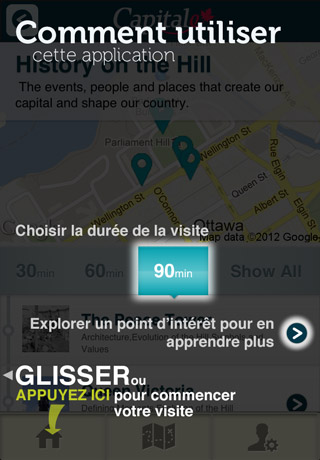 Capital
Comment utiliser
cette application
History on the Hill
The events, people and places that create our
capital and shape our country.
Parliament Hill
Wellington St
Rue Elgin
Queen St
Albert St
Wellington St
O'Connor
Ottawa
Map data ©2012 Google
Choisir la durée de la visite
30min 60min 90min Show All
Explorer un point d'intérêt pour en
apprendre plus
Architecture, Evolution of the Hill
Values
GLISSER ou
APPUYEZ ICI pour commencer
votre visite
Queen Victoria
of the Hill